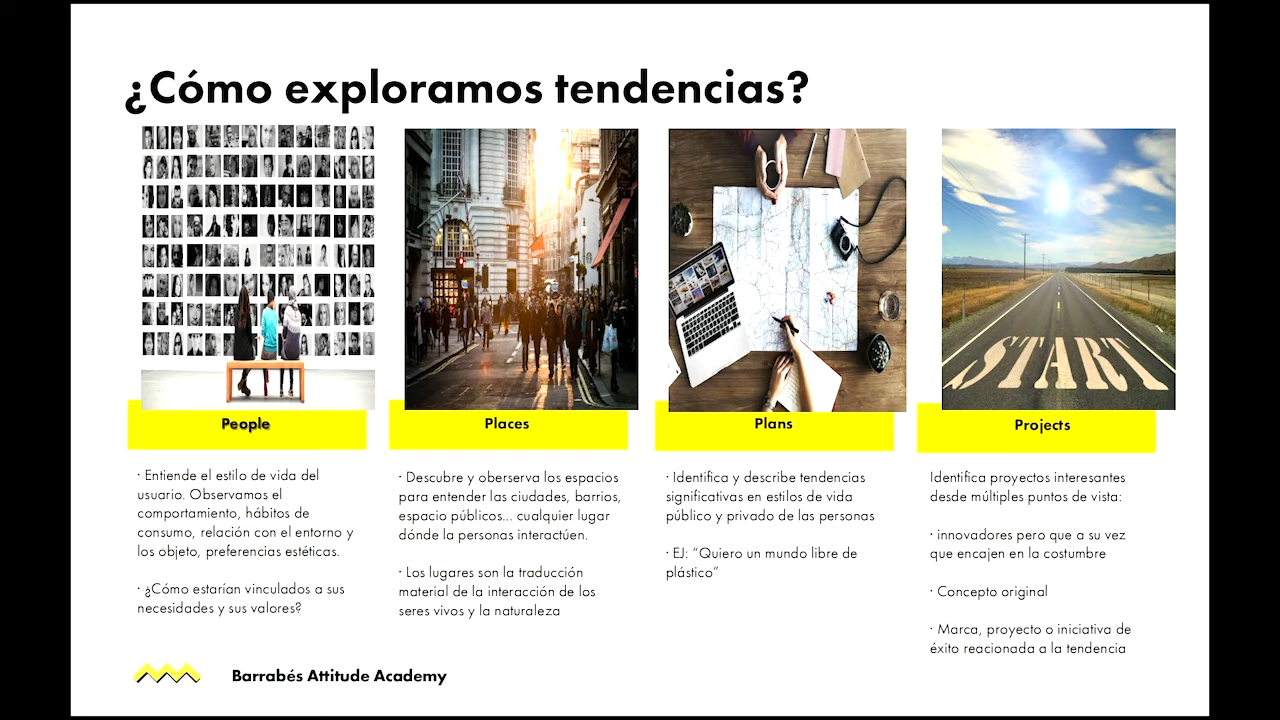 ¿Cómo exploramos tendencias?
START
People
· Entiende el estilo de vida del
usuario. Observamos el
comportamiento, hábitos de
consumo, relación con el entorno y
los objeto, preferencias estéticas.
· ¿Cómo estarían vinculados a sus
necesidades y sus valores?
Places
· Descubre y oberserva los espacios
para entender las ciudades, barrios,
espacio públicos... cualquier lugar
dónde la personas interactúen.
· Los lugares son la traducción
material de la interacción de los
seres vivos y la naturaleza
Plans
· Identifica y describe tendencias
significativas en estilos de vida
público y privado de las personas
· EJ: “Quiero un mundo libre de
plástico”
Projects
Identifica proyectos interesantes
desde múltiples puntos de vista:
· innovadores pero que a su vez
que encajen en la costumbre
· Concepto original
· Marca, proyecto o iniciativa de
éxito reacionada a la tendencia
Barrabés Attitude Academy